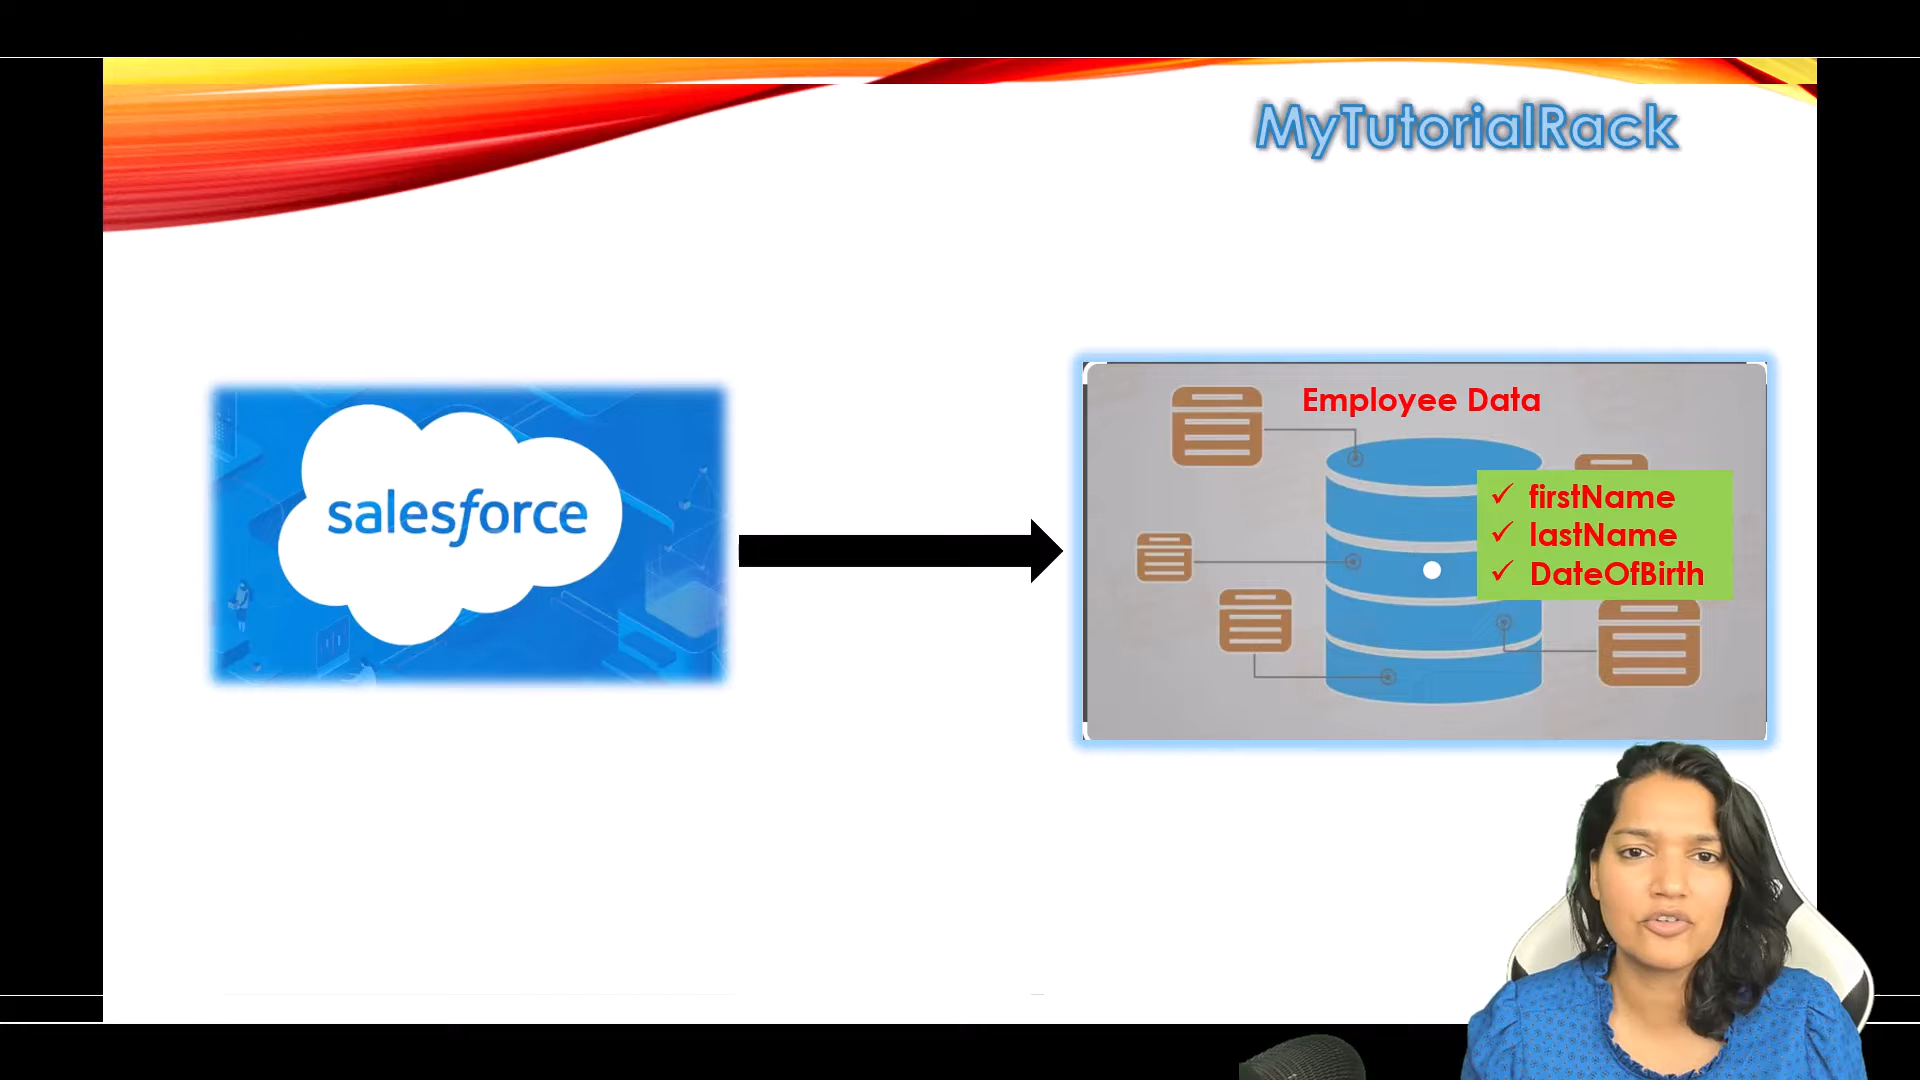 MyTutorialRack
salesforce
Employee Data
✓ firstName
✓ lastName
✓ DateOfBirth